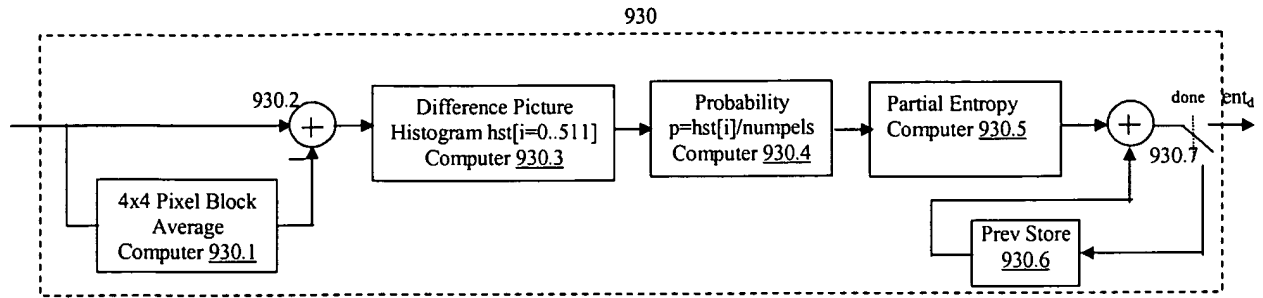 930
930.2
+
Difference Picture
Histogram hst[i=0..511]
Computer 930.3
Probability
p=hst[i]/numpels
Computer 930.4
Partial Entropy
Computer 930.5
+
done
ent_d
930.7
4x4 Pixel Block
Average
Computer 930.1
Prev Store
930.6